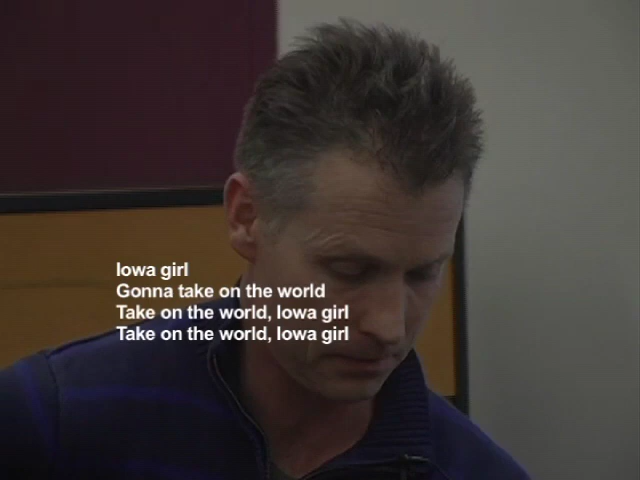 Iowa girl
Gonna take on the world
Take on the world, Iowa girl
Take on the world, Iowa girl